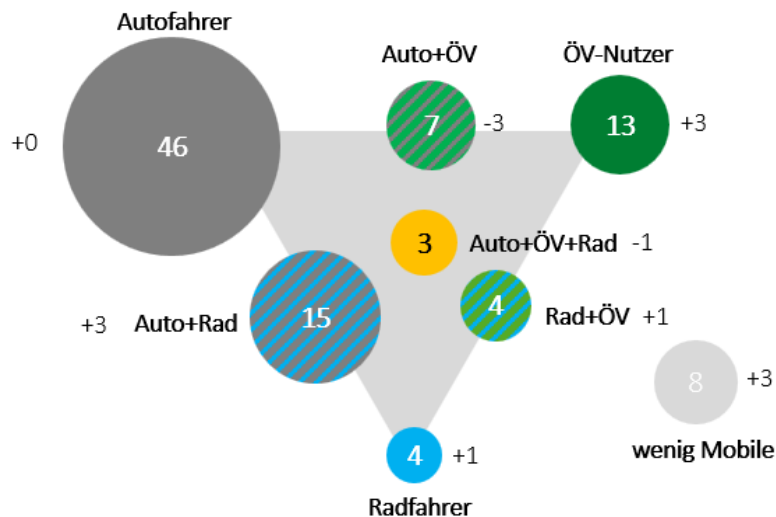 Autofahrer
Auto+ÖV
ÖV-Nutzer
+0
46
7
-3
13
+3
3
Auto+ÖV+Rad
-1
+3
Auto+Rad
15
4
Rad+ÖV
+1
8
+3
4
+1
wenig Mobile
Radfahrer